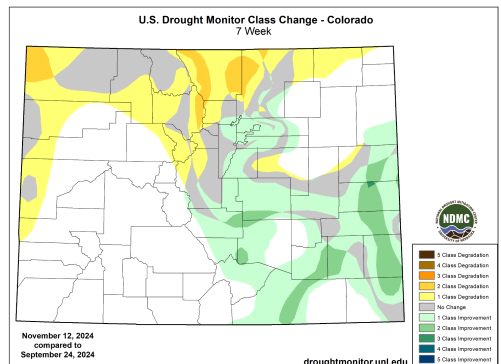 U.S. Drought Monitor Class Change - Colorado
7 Week
NDMC
5 Class Degradation
4 Class Degradation
3 Class Degradation
2 Class Degradation
1 Class Degradation
No Change
1 Class Improvement
2 Class Improvement
3 Class Improvement
4 Class Improvement
5 Class Improvement
November 12, 2024
compared to
September 24, 2024
droughtmonitor.unl.edu